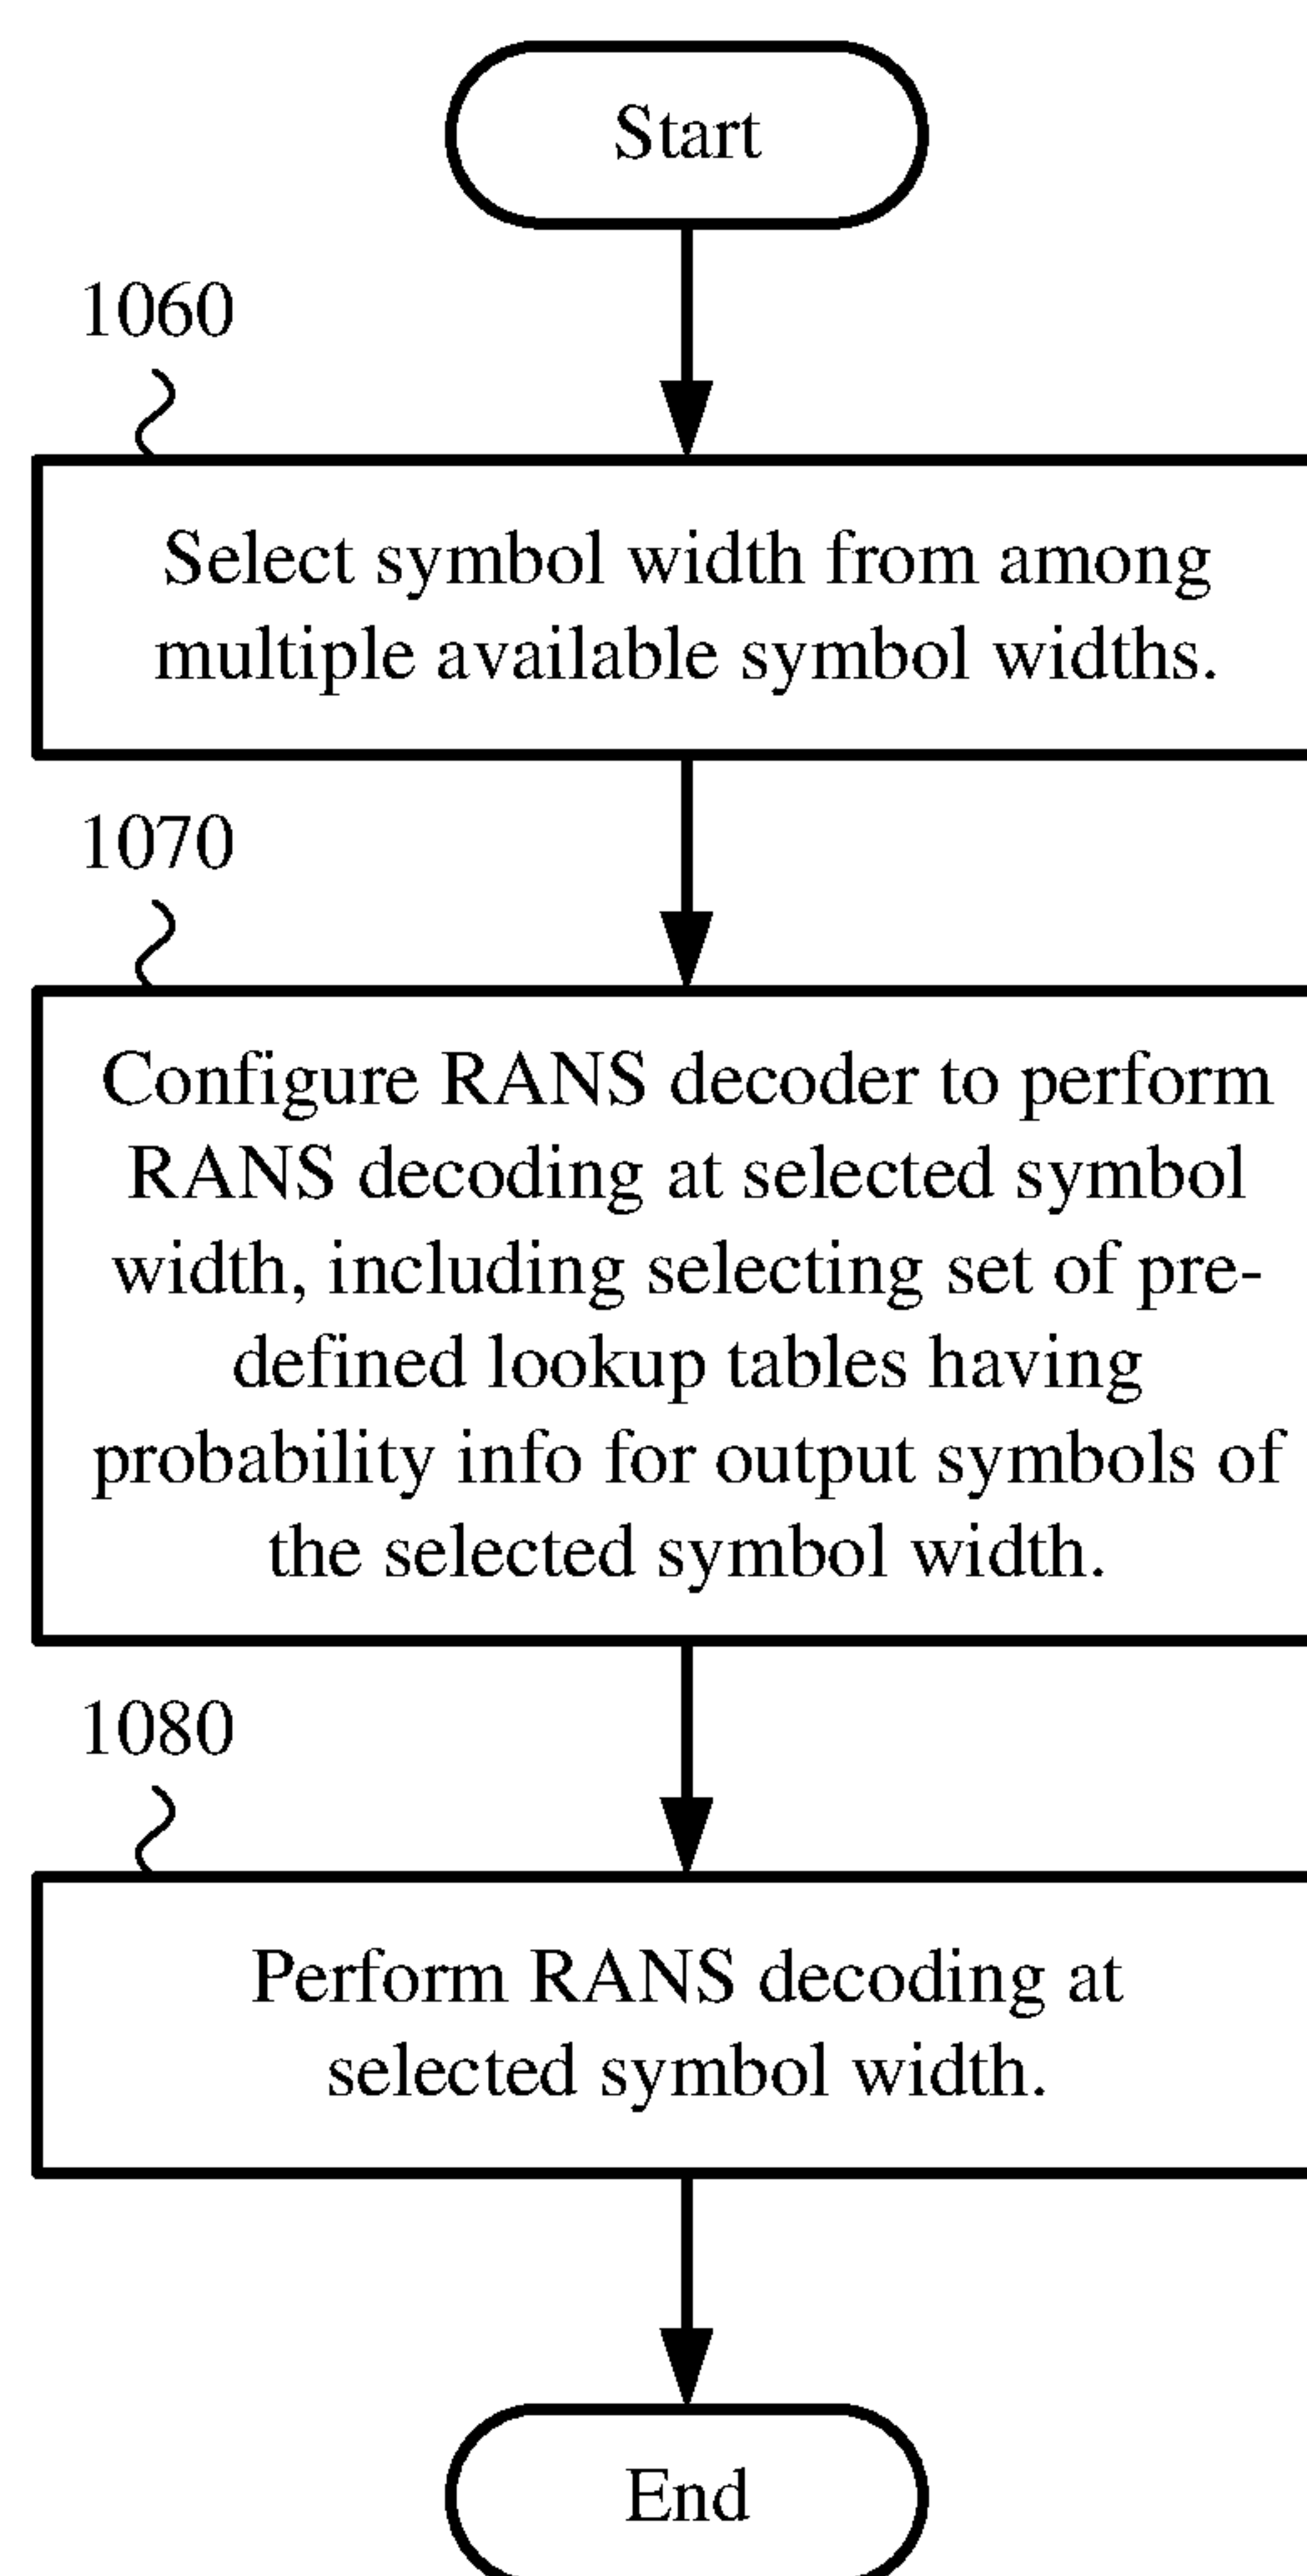 Start
1060
Select symbol width from among
multiple available symbol widths.
1070
Configure RANS decoder to perform
RANS decoding at selected symbol
width, including selecting set of pre-
defined lookup tables having
probability info for output symbols of
the selected symbol width.
1080
Perform RANS decoding at
selected symbol width.
End